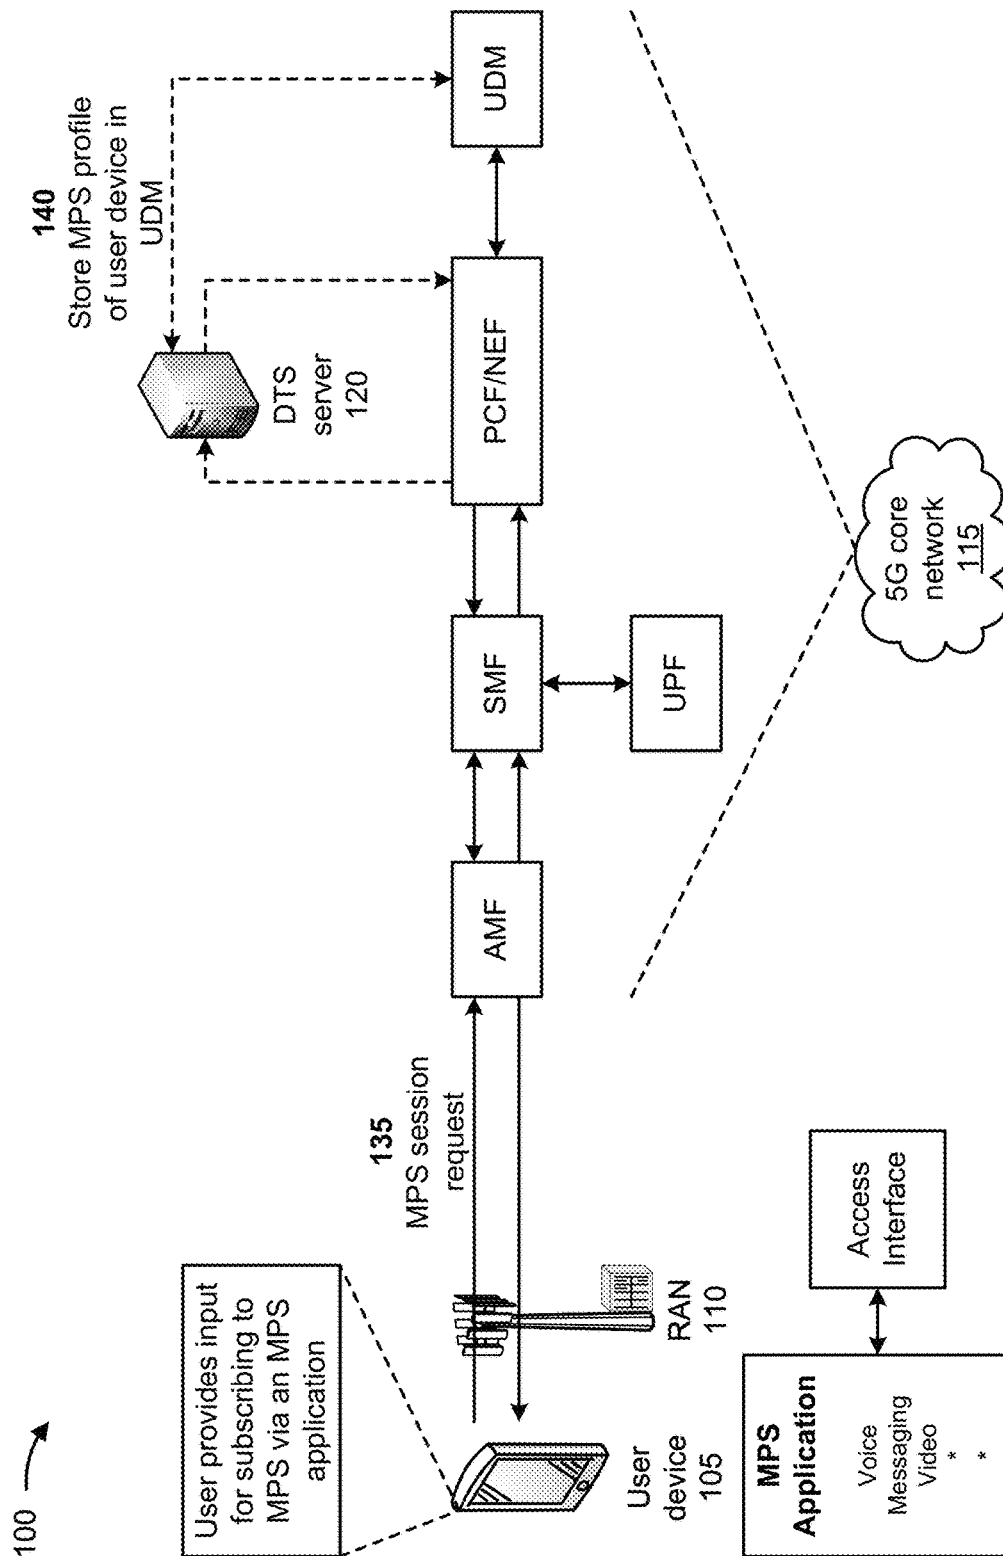 100
User provides input
for subscribing to
MPS via an MPS
application
User
device
105
RAN
110
135
MPS session
request
MPS
Application
Voice
Messaging
Video
*
*
Access
Interface
AMF
SMF
UPF
PCF/NEF
UDM
DTS
server
120
140
Store MPS profile
of user device in
UDM
5G core
network
115